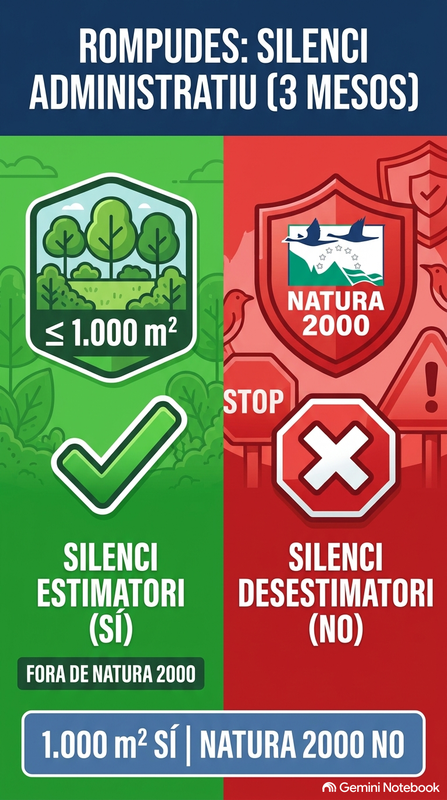 ROMPUDES: SILENCI
ADMINISTRATIU (3 MESOS)
≤ 1.000 m²
NATURA
2000
STOP
!
SILENCI
ESTIMATORI
(SÍ)
FORA DE NATURA 2000
SILENCI
DESESTIMATORI
(NO)
1.000 m² SÍ | NATURA 2000 NO
Gemini Notebook